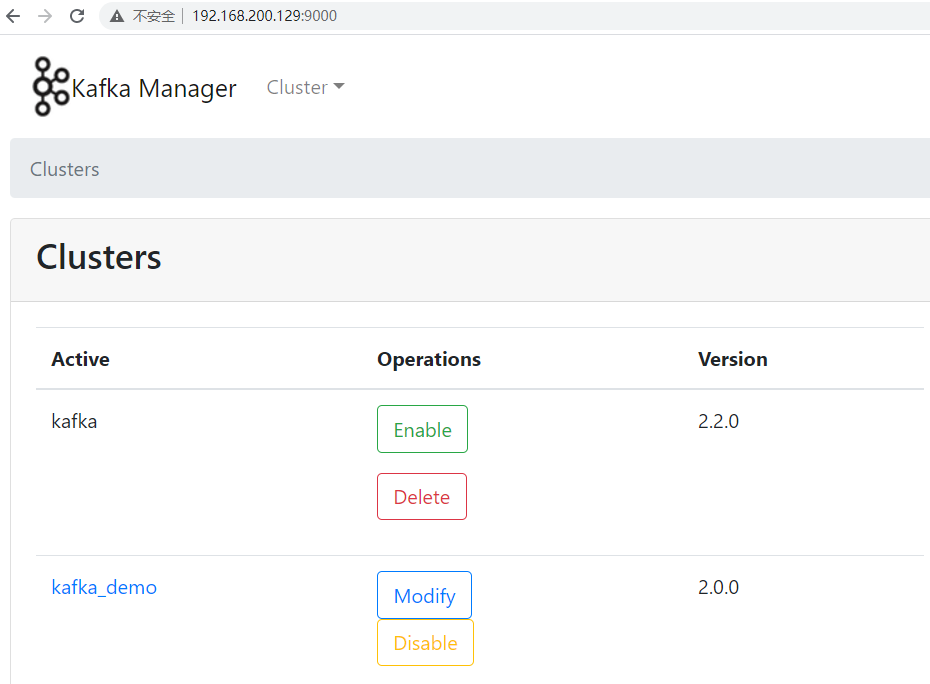 不安全 192.168.200.129:9000
Kafka Manager Cluster
Clusters
Clusters
Active Operations Version
kafka Enable 2.2.0
Delete
kafka_demo Modify 2.0.0
Disable